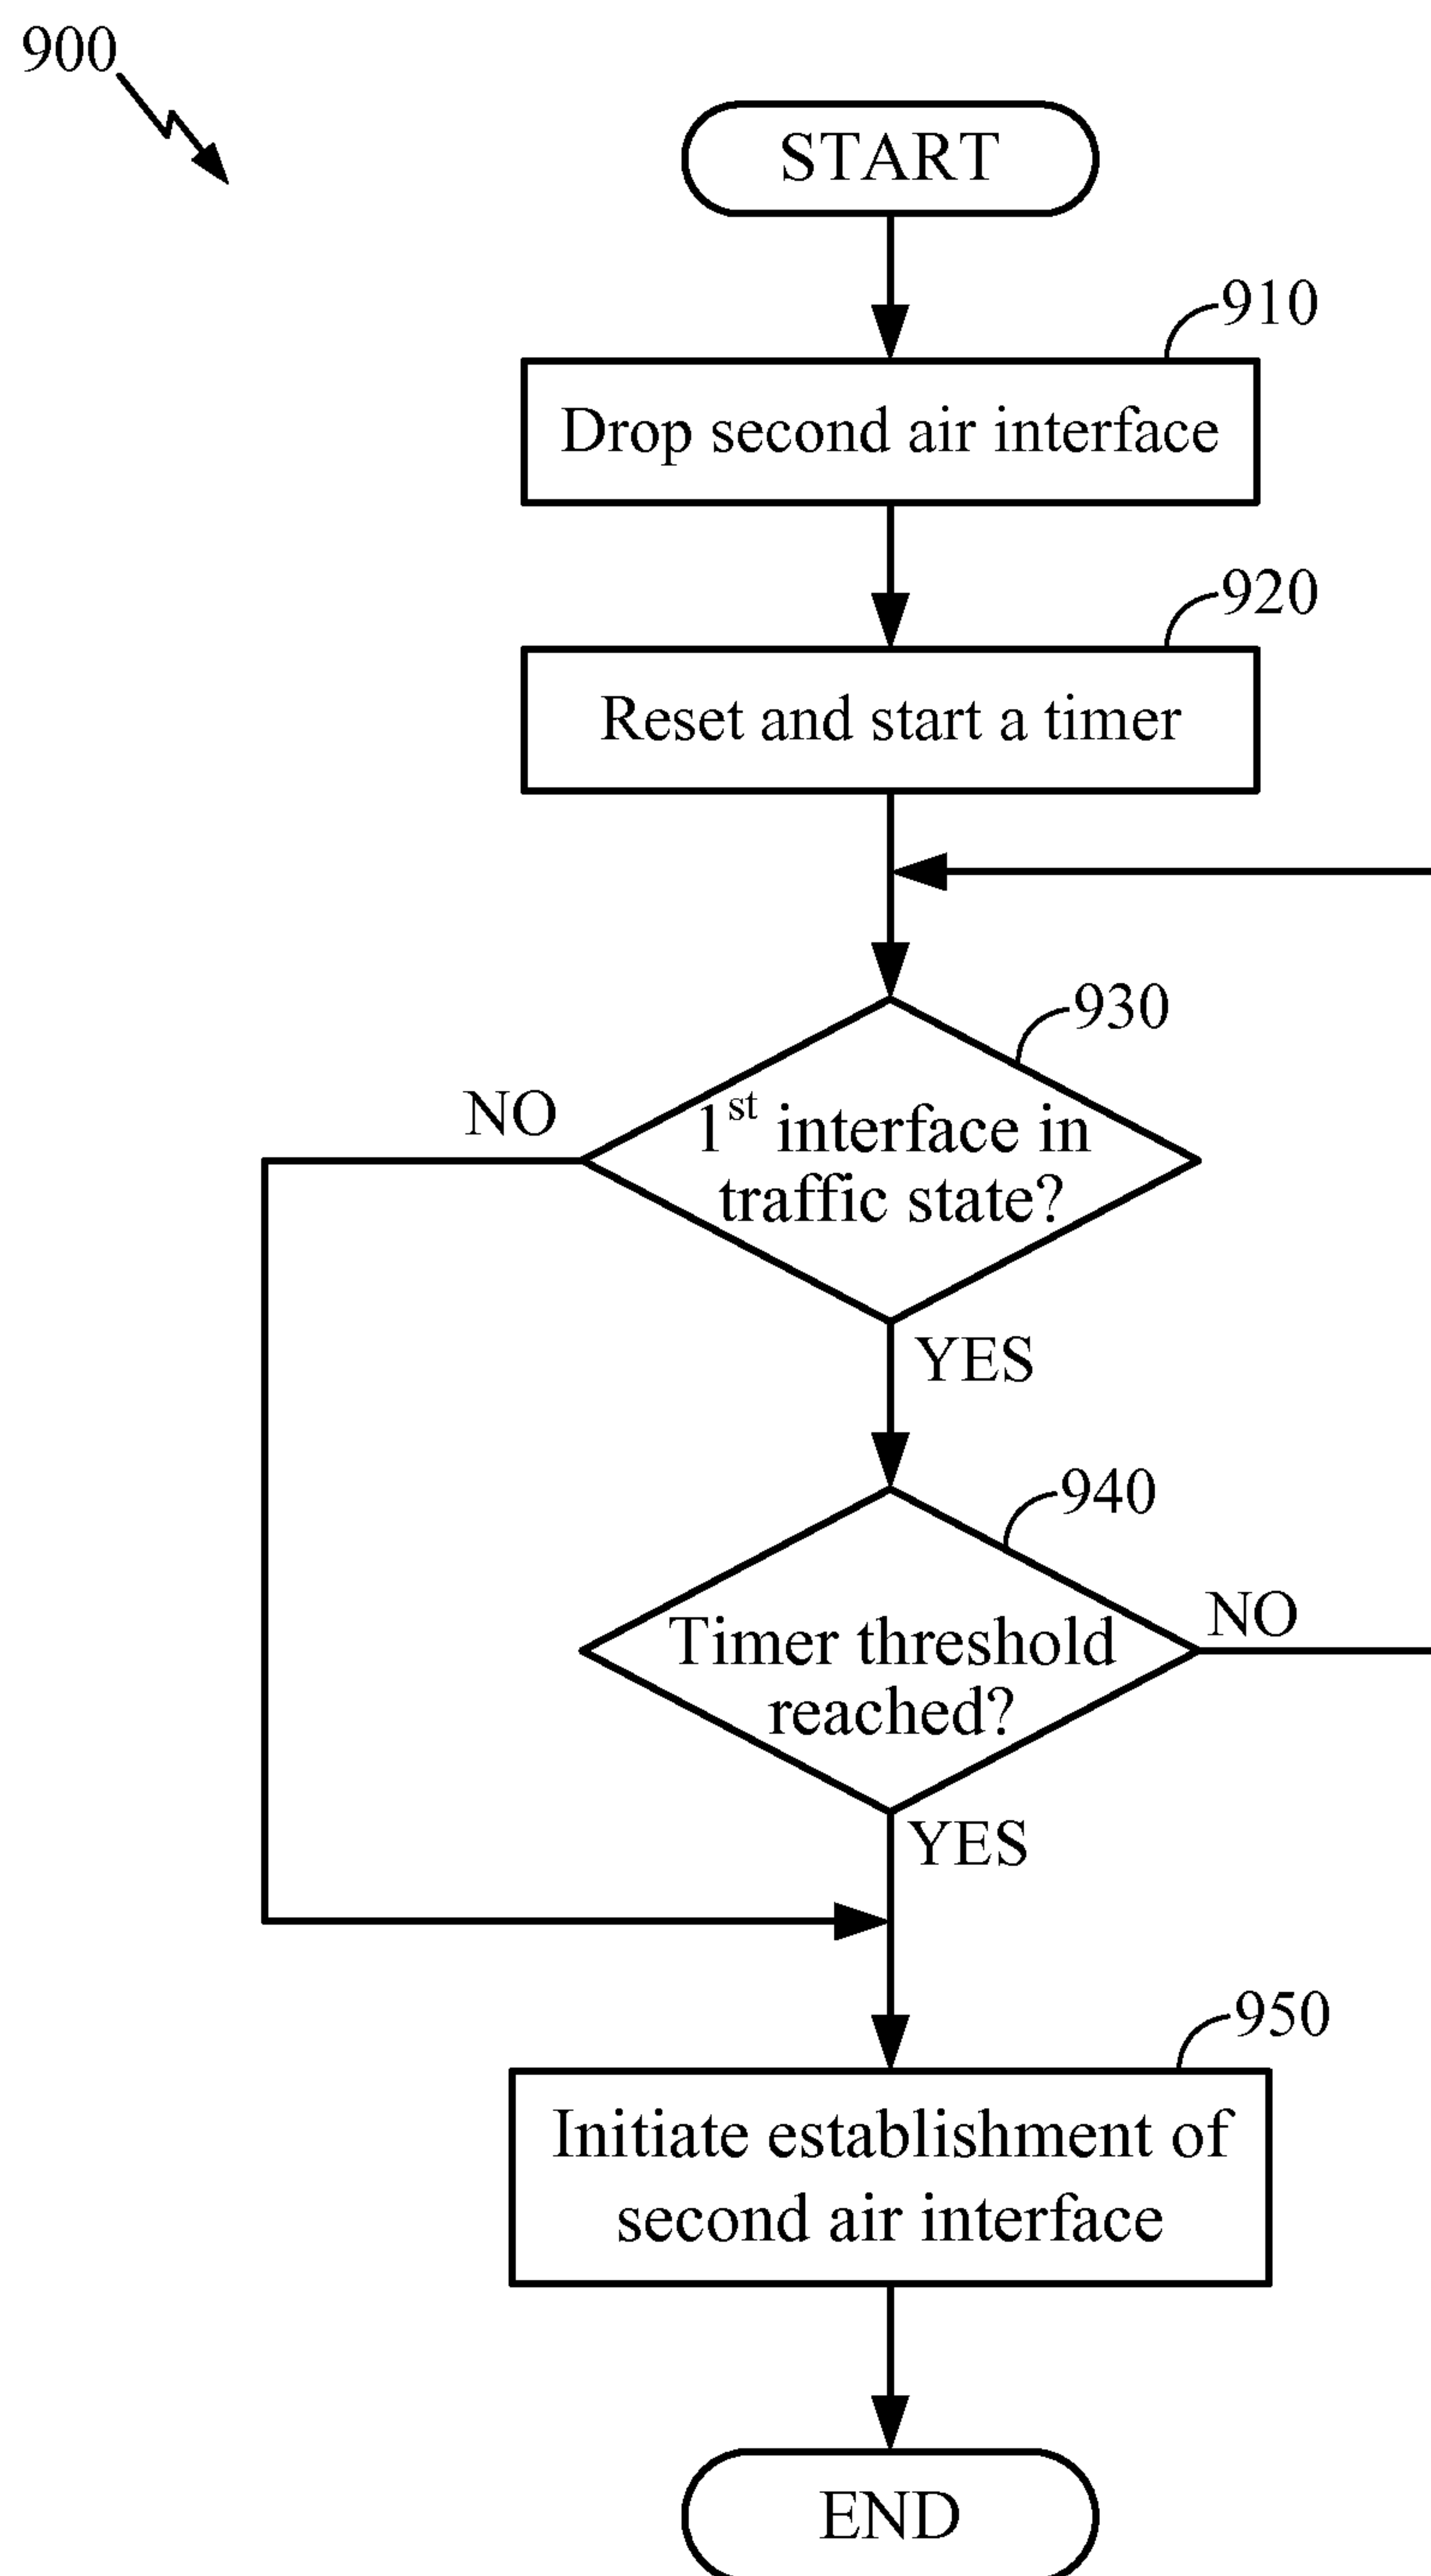 900
START
910
Drop second air interface
920
Reset and start a timer
930
NO
1st interface in
traffic state?
YES
940
NO
Timer threshold
reached?
YES
950
Initiate establishment of
second air interface
END